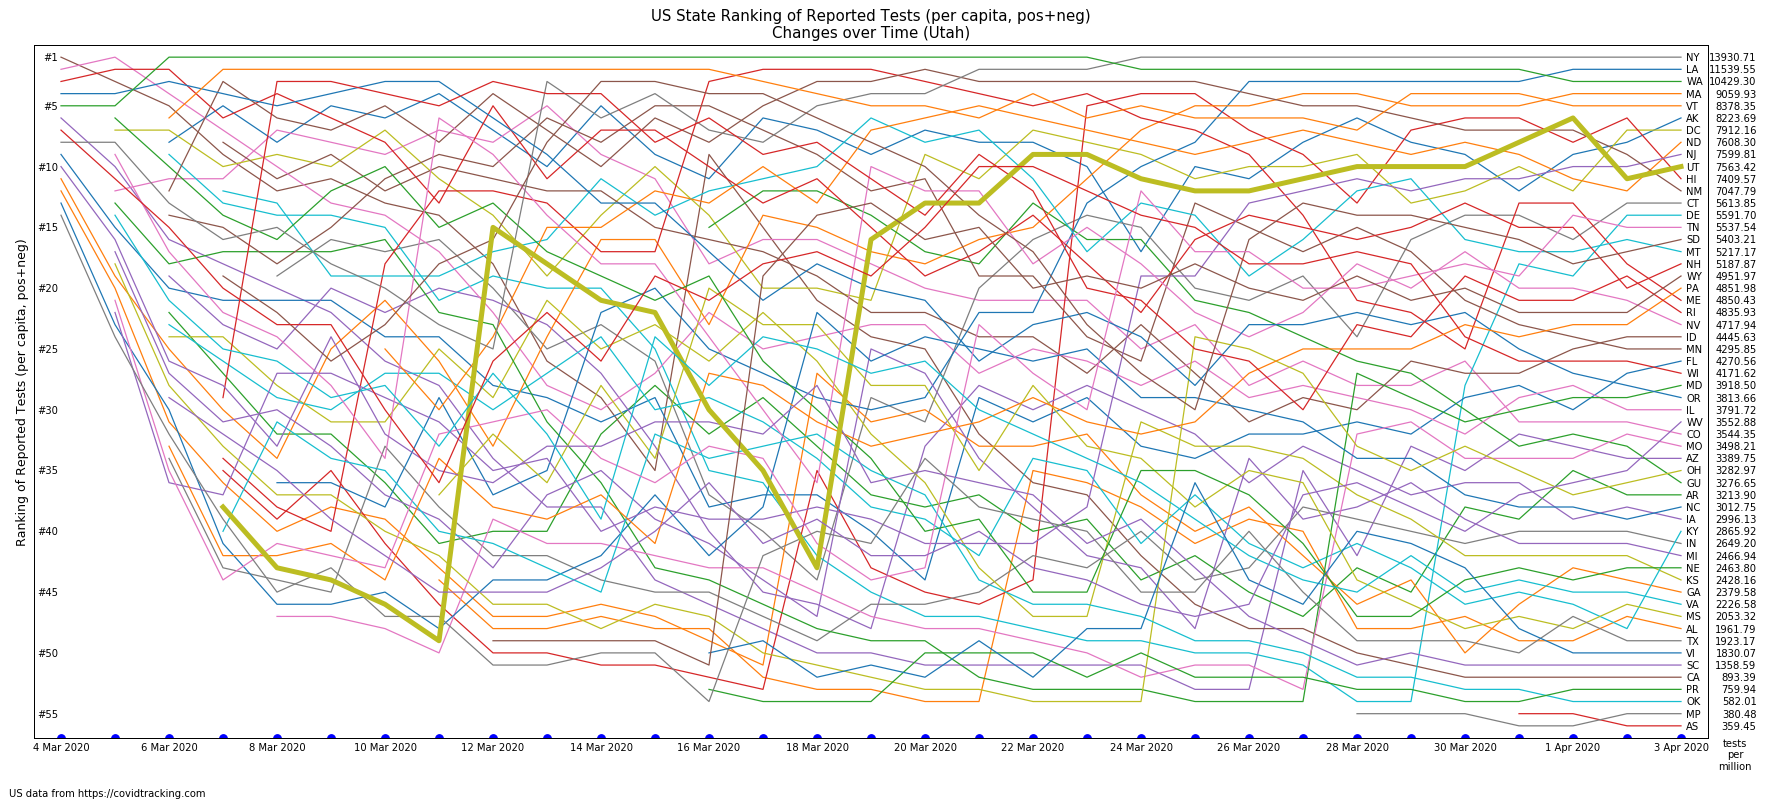 US State Ranking of Reported Tests (per capita, pos+neg)
Changes over Time (Utah)
Ranking of Reported Tests (per capita, pos+neg)
#1
#5
#10
#15
#20
#25
#30
#35
#40
#45
#50
#55
NY 13930.71
LA 11539.55
WA 10429.30
MA 9059.93
VT 8378.35
AK 8223.69
DC 7912.16
ND 7608.30
NJ 7599.81
UT 7563.42
HI 7409.57
NM 7047.79
CT 5613.85
DE 5591.70
TN 5537.54
SD 5403.21
MT 5217.17
NH 5187.87
WY 4951.97
PA 4851.98
ME 4850.43
RI 4835.93
NV 4717.94
ID 4445.63
MN 4295.85
FL 4270.56
WI 4171.62
MD 3918.50
OR 3813.66
IL 3791.72
WV 3552.88
CO 3544.35
MO 3498.21
AZ 3389.75
OH 3282.97
GU 3276.65
AR 3213.90
NC 3012.75
IA 2996.13
KY 2865.92
IN 2649.20
MI 2466.94
NE 2463.80
KS 2428.16
GA 2379.58
VA 2226.58
MS 2053.32
AL 1961.79
TX 1923.17
VI 1830.07
SC 1358.59
CA 893.39
PR 759.94
OK 582.01
MP 380.48
AS 359.45
4 Mar 2020 6 Mar 2020 8 Mar 2020 10 Mar 2020 12 Mar 2020 14 Mar 2020 16 Mar 2020 18 Mar 2020 20 Mar 2020 22 Mar 2020 24 Mar 2020 26 Mar 2020 28 Mar 2020 30 Mar 2020 1 Apr 2020 3 Apr 2020
tests
per
million
US data from https://covidtracking.com